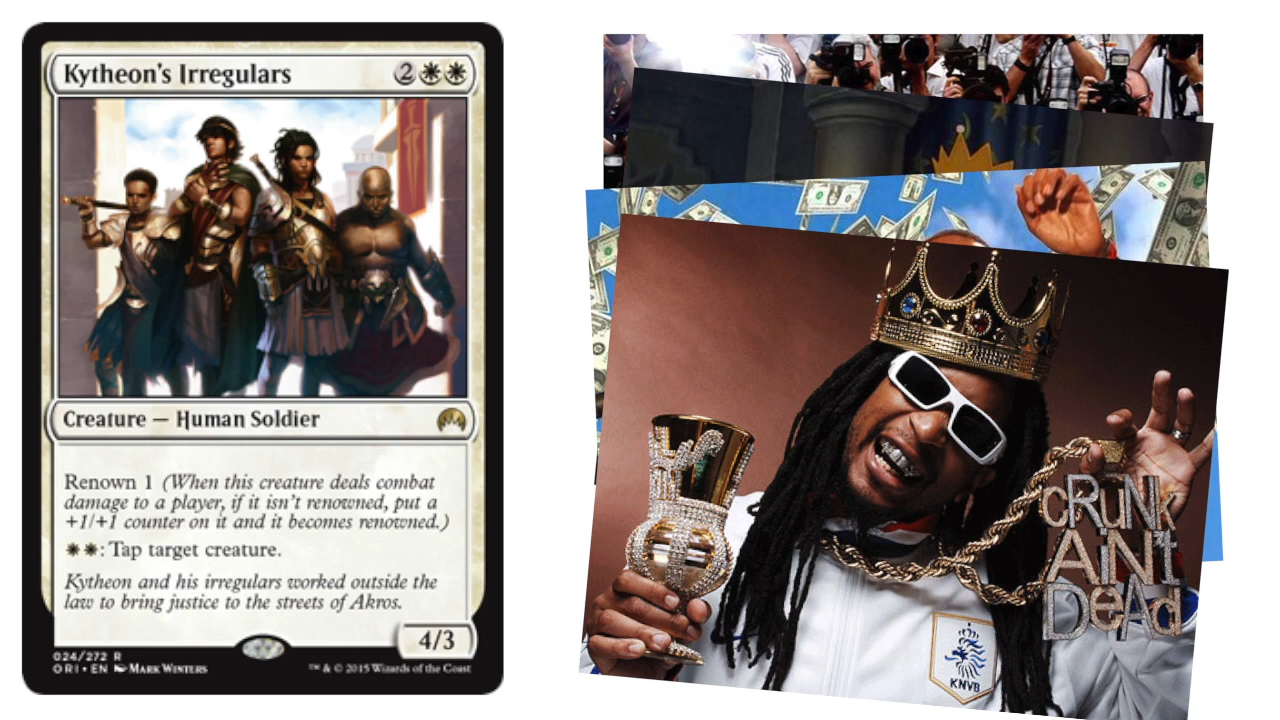 Kytheon's Irregulars
2
Creature — Human Soldier
Renown 1 (When this creature deals combat
damage to a player, if it isn't renowned, put a
+1/+1 counter on it and it becomes renowned.)
: Tap target creature.
Kytheon and his irregulars worked outside the
law to bring justice to the streets of Akros.
4/3
024/272 R
ORI • EN MARK WINTERS
™ & © 2015 Wizards of the Coast
CRUNK
AiN't
DeAd
KNVB